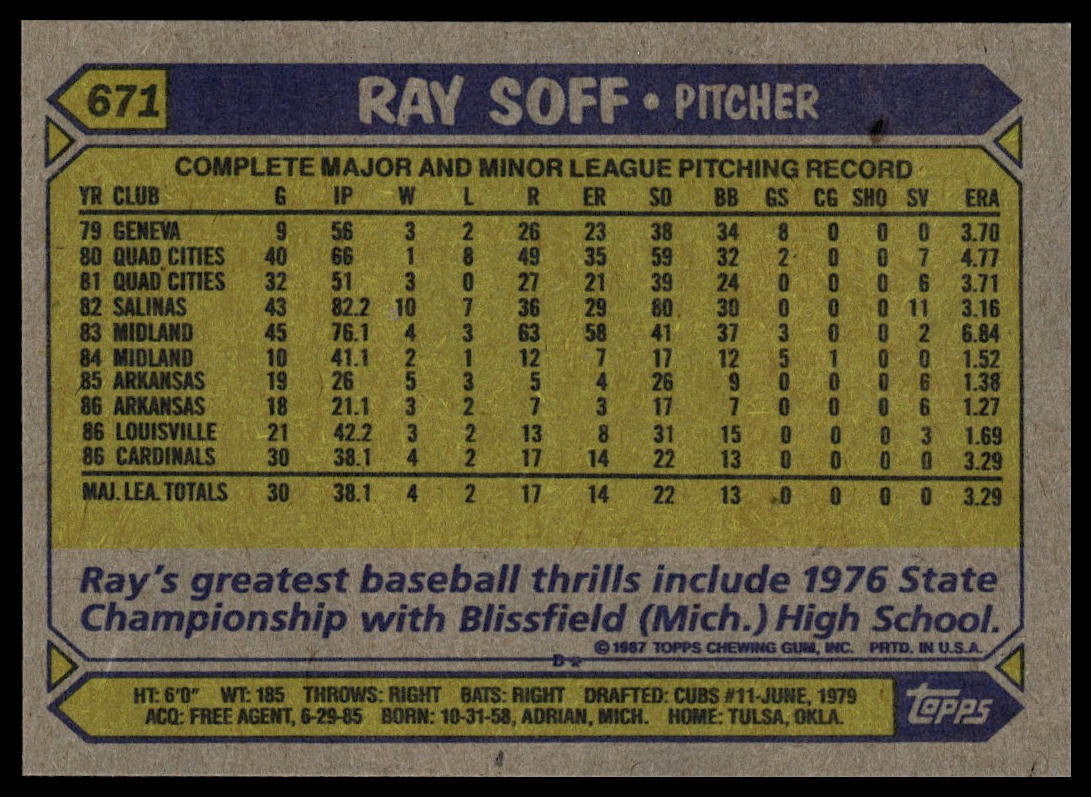 671
RAY SOFF • PITCHER
COMPLETE MAJOR AND MINOR LEAGUE PITCHING RECORD
YR CLUB G IP W L R ER SO BB GS CG SHO SV ERA
79 GENEVA 9 56 3 2 26 23 38 34 8 0 0 0 3.70
80 QUAD CITIES 40 66 1 8 49 35 59 32 2 0 0 7 4.77
81 QUAD CITIES 32 51 3 0 27 21 39 24 0 0 0 6 3.71
82 SALINAS 43 82.2 10 7 36 29 80 30 0 0 0 11 3.16
83 MIDLAND 45 76.1 4 3 63 58 41 37 3 0 0 2 6.84
84 MIDLAND 10 41.1 2 1 12 7 17 12 5 1 0 0 1.52
85 ARKANSAS 19 26 5 3 5 4 26 9 0 0 0 6 1.38
86 ARKANSAS 18 21.1 3 2 7 3 17 7 0 0 0 6 1.27
86 LOUISVILLE 21 42.2 3 2 13 8 31 15 0 0 0 3 1.69
86 CARDINALS 30 38.1 4 2 17 14 22 13 0 0 0 0 3.29
MAJ. LEA. TOTALS 30 38.1 4 2 17 14 22 13 0 0 0 0 3.29
Ray's greatest baseball thrills include 1976 State
Championship with Blissfield (Mich.) High School.
© 1987 TOPPS CHEWING GUM, INC. PRTD. IN U.S.A.
B*
HT: 6'0" WT: 185 THROWS: RIGHT BATS: RIGHT DRAFTED: CUBS #11-JUNE, 1979
ACQ: FREE AGENT, 6-29-85 BORN: 10-31-58, ADRIAN, MICH. HOME: TULSA, OKLA.
Topps